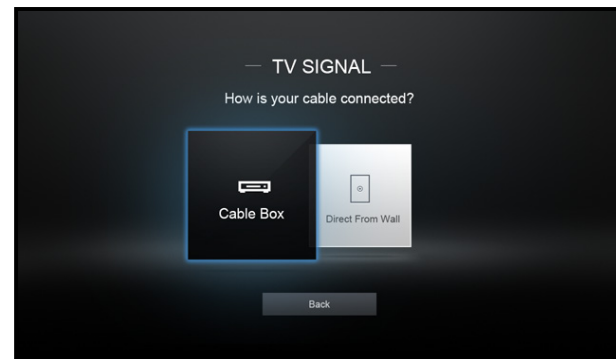 TV SIGNAL
How is your cable connected?
Cable Box
Direct From Wall
Back